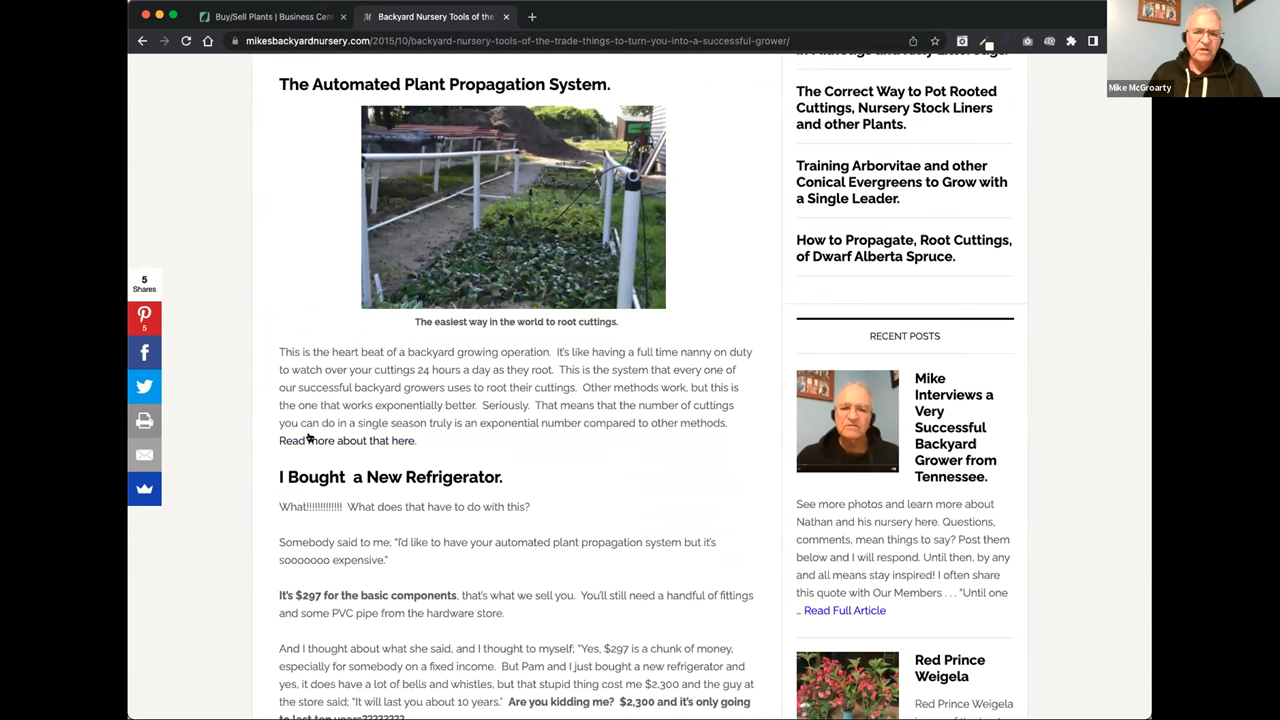 Buy/Sell Plants | Business Cen
Backyard Nursery Tools of the
mikesbackyardnursery.com/2015/10/backyard-nursery-tools-of-the-trade-things-to-turn-you-into-a-successful-grower/
Mike McGroarty
The Automated Plant Propagation System.
The easiest way in the world to root cuttings.
This is the heart beat of a backyard growing operation. It's like having a full time nanny on duty
to watch over your cuttings 24 hours a day as they root. This is the system that every one of
our successful backyard growers uses to root their cuttings. Other methods work, but this is
the one that works exponentially better. Seriously. That means that the number of cuttings
you can do in a single season truly is an exponential number compared to other methods.
Read more about that here.
I Bought a New Refrigerator.
What!!!!!!!!!!!!! What does that have to do with this?
Somebody said to me; "I'd like to have your automated plant propagation system but it's
sooooooo expensive."
It's $297 for the basic components, that's what we sell you. You'll still need a handful of fittings
and some PVC pipe from the hardware store.
And I thought about what she said, and I thought to myself; "Yes, $297 is a chunk of money,
especially for somebody on a fixed income. But Pam and I just bought a new refrigerator and
yes, it does have a lot of bells and whistles, but that stupid thing cost me $2,300 and the guy at
the store said; "It will last you about 10 years." Are you kidding me? $2,300 and it's only going
to last ten years????????
5
Shares
5
The Correct Way to Pot Rooted
Cuttings, Nursery Stock Liners
and other Plants.
Training Arborvitae and other
Conical Evergreens to Grow with
a Single Leader.
How to Propagate, Root Cuttings,
of Dwarf Alberta Spruce.
RECENT POSTS
Mike
Interviews a
Very
Successful
Backyard
Grower from
Tennessee.
See more photos and learn more about
Nathan and his nursery here. Questions,
comments, mean things to say? Post them
below and I will respond. Until then, by any
and all means stay inspired! I often share
this quote with Our Members . . . "Until one
... Read Full Article
Red Prince
Weigela
Red Prince Weigela